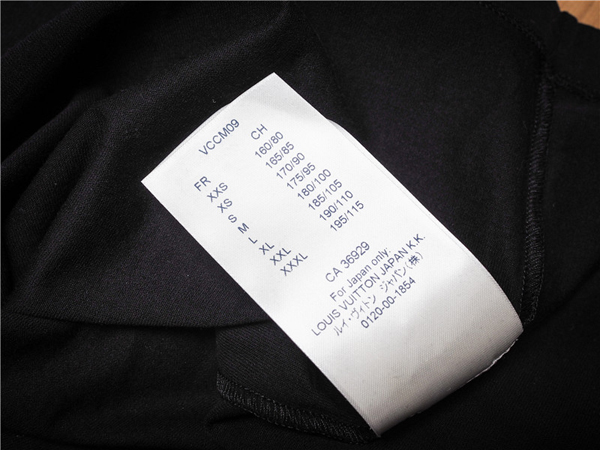 VCCM09
FR CH
XXS 160/80
XS 165/85
S 170/90
M 175/95
L 180/100
XL 185/105
XXL 190/110
XXXL 195/115
CA 36929
For Japan only:
LOUIS VUITTON JAPAN K.K.
ルイ・ヴィトン ジャパン(株)
0120-00-1854